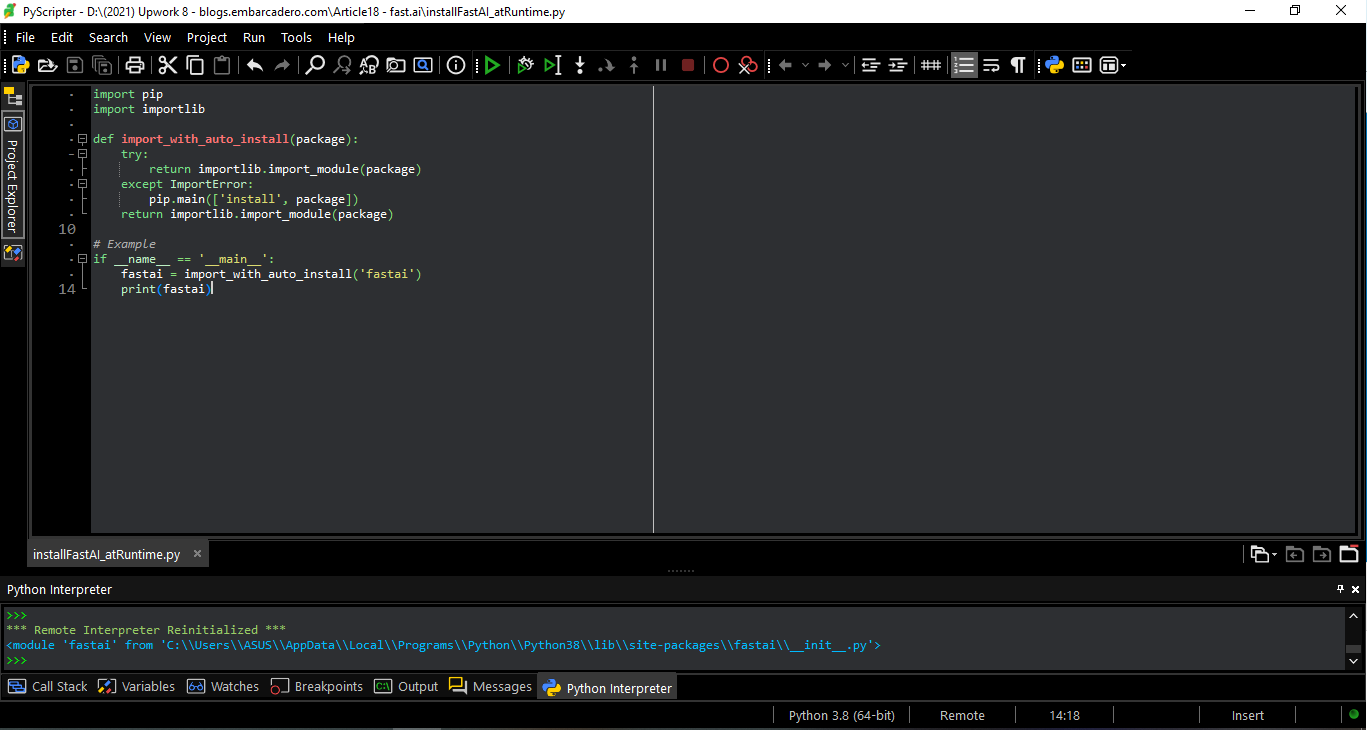 PyScripter - D:\(2021) Upwork 8 - blogs.embarcadero.com\Article18 - fast.ai\installFastAI_atRuntime.py
File Edit Search View Project Run Tools Help
Project Explorer
import pip
import importlib
def import_with_auto_install(package):
try:
return importlib.import_module(package)
except ImportError:
pip.main(['install', package])
return importlib.import_module(package)
10
# Example
if __name__ == '__main__':
fastai = import_with_auto_install('fastai')
14 print(fastai)
installFastAI_atRuntime.py
Python Interpreter
>>>
*** Remote Interpreter Reinitialized ***
<module 'fastai' from 'C:\\Users\\ASUS\\AppData\\Local\\Programs\\Python\\Python38\\lib\\site-packages\\fastai\\__init__.py'>
>>>
Call Stack Variables Watches Breakpoints Output Messages Python Interpreter
Python 3.8 (64-bit) Remote 14:18 Insert